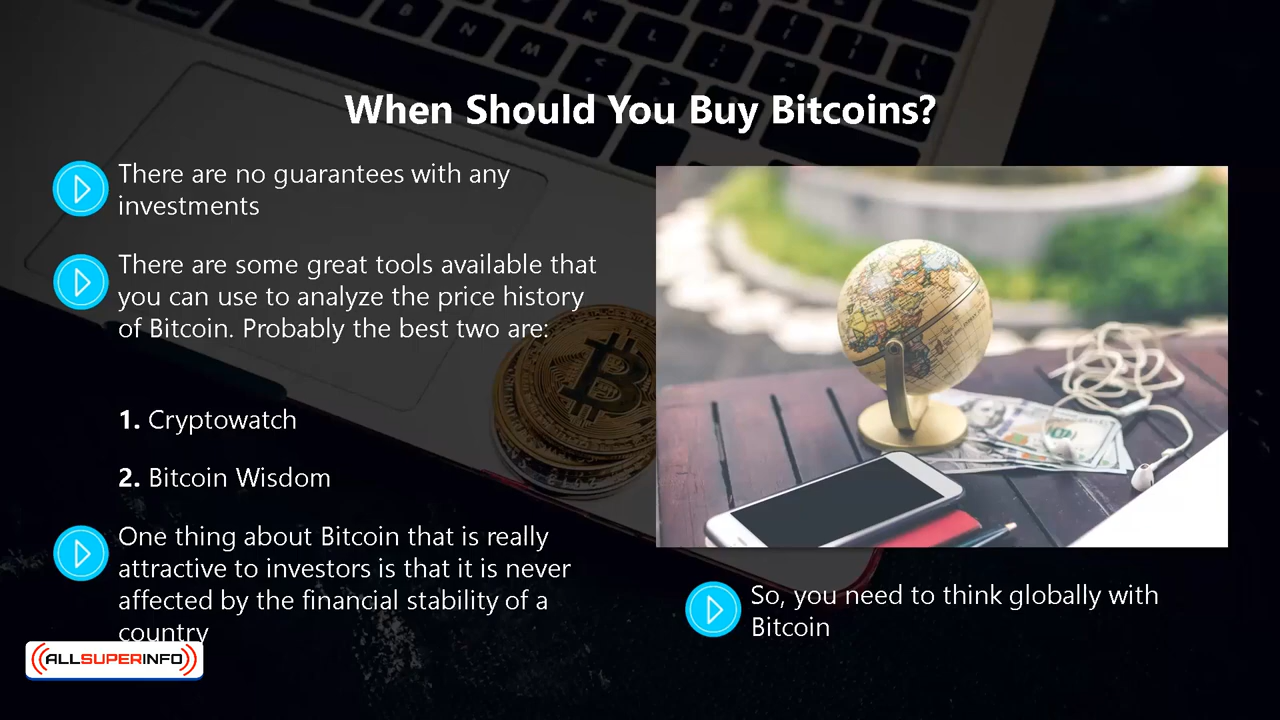 When Should You Buy Bitcoins?
There are no guarantees with any
investments
There are some great tools available that
you can use to analyze the price history
of Bitcoin. Probably the best two are:
1. Cryptowatch
2. Bitcoin Wisdom
One thing about Bitcoin that is really
attractive to investors is that it is never
affected by the financial stability of a
country
So, you need to think globally with
Bitcoin
ALLSUPERINFO